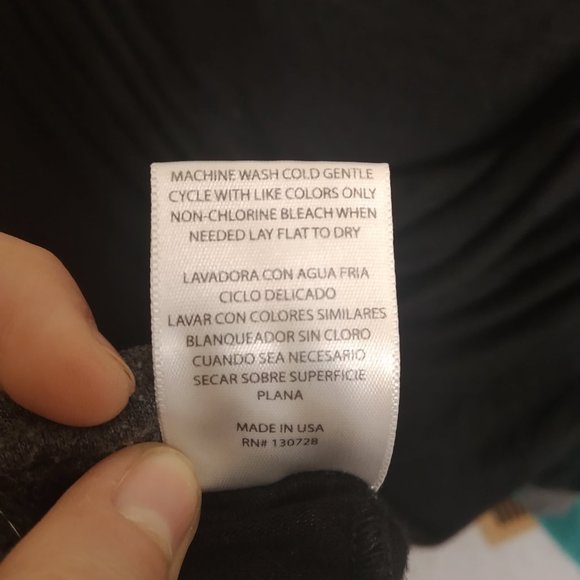 MACHINE WASH COLD GENTLE
CYCLE WITH LIKE COLORS ONLY
NON-CHLORINE BLEACH WHEN
NEEDED LAY FLAT TO DRY
LAVADORA CON AGUA FRIA
CICLO DELICADO
LAVAR CON COLORES SIMILARES
BLANQUEADOR SIN CLORO
CUANDO SEA NECESARIO
SECAR SOBRE SUPERFICIE
PLANA
MADE IN USA
RN# 130728